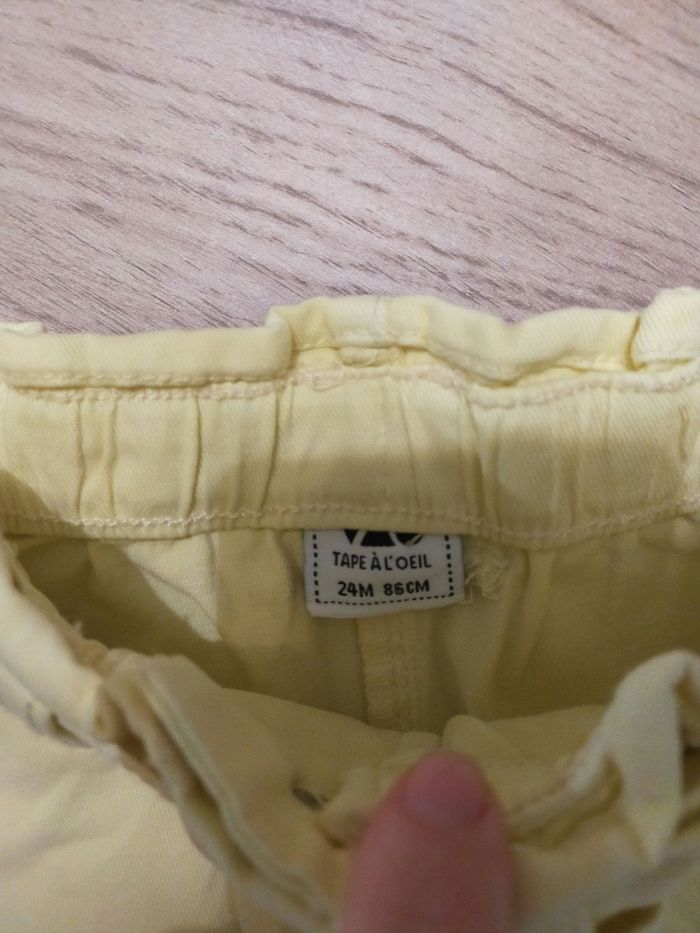 TAPE À L'OEIL
24M 86CM